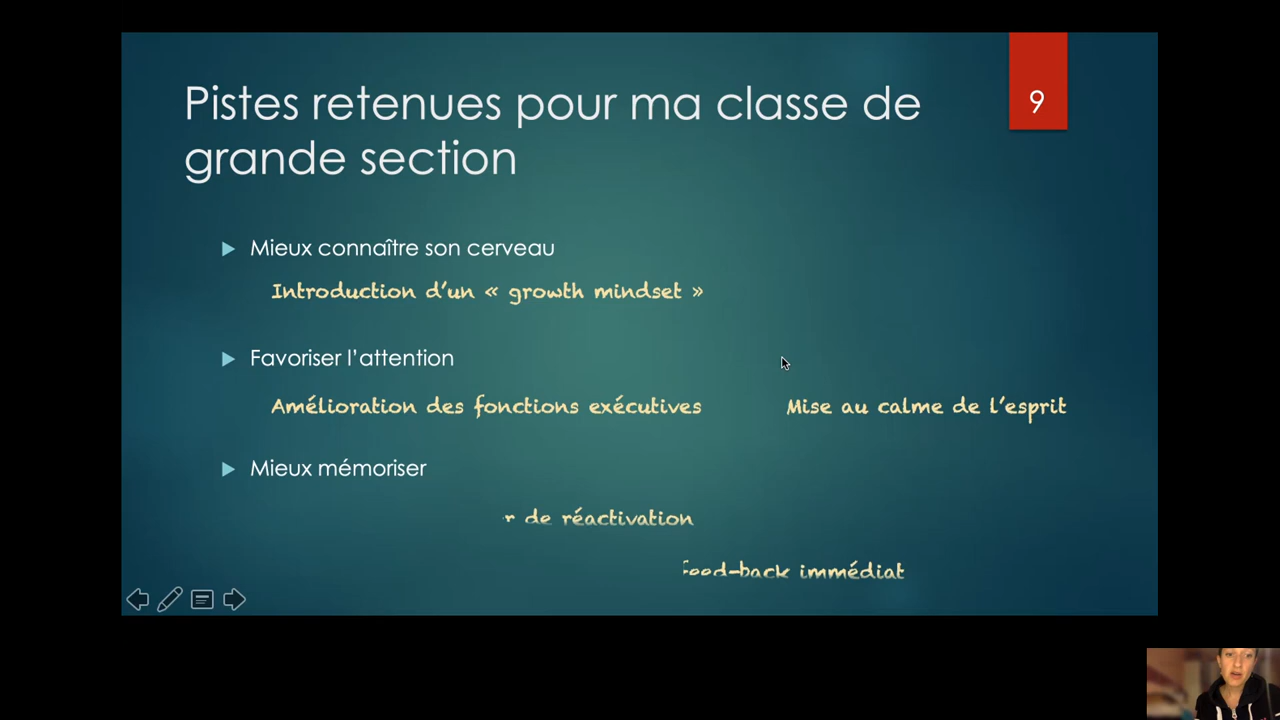 Pistes retenues pour ma classe de
grande section
9
Mieux connaître son cerveau
Introduction d'un « growth mindset »
Favoriser l'attention
Amélioration des fonctions exécutives
Mise au calme de l'esprit
Mieux mémoriser
r de réactivation
food-back immédiat